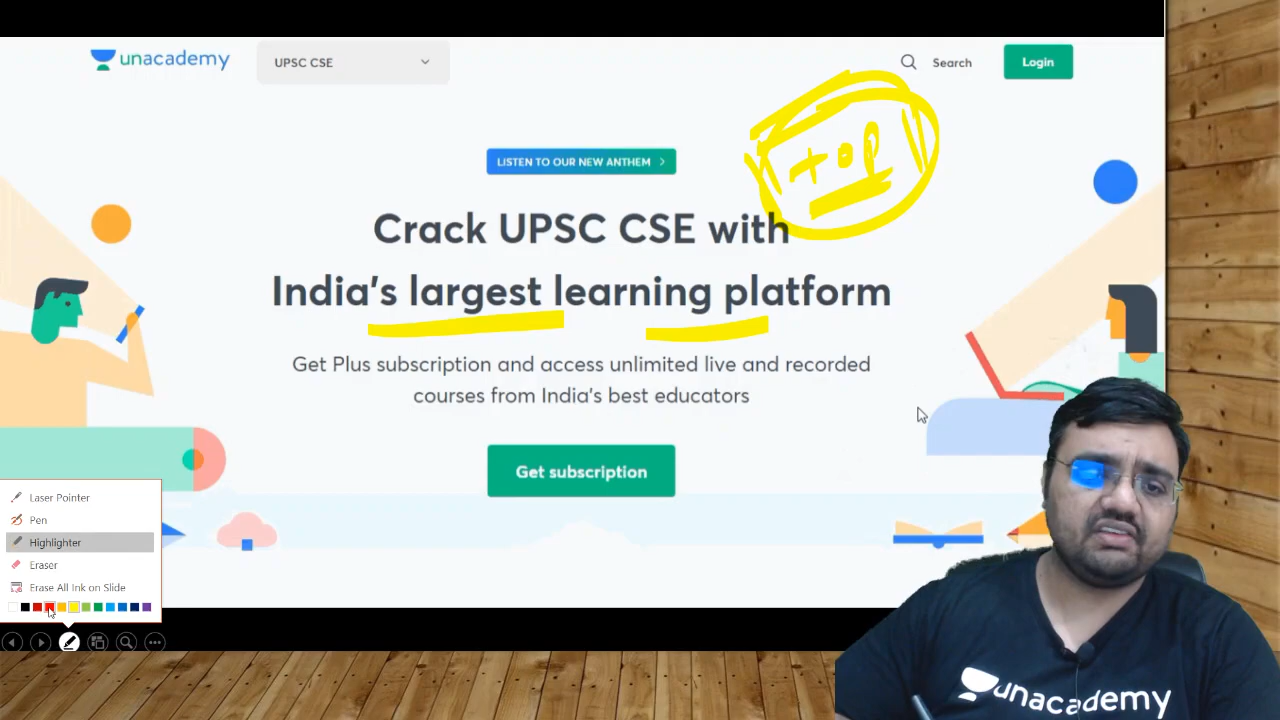 unacademy
UPSC CSE
Search
Login
top
LISTEN TO OUR NEW ANTHEM
Crack UPSC CSE with
India's largest learning platform
Get Plus subscription and access unlimited live and recorded
courses from India's best educators
Get subscription
Laser Pointer
Pen
Highlighter
Eraser
Erase All Ink on Slide
unacademy